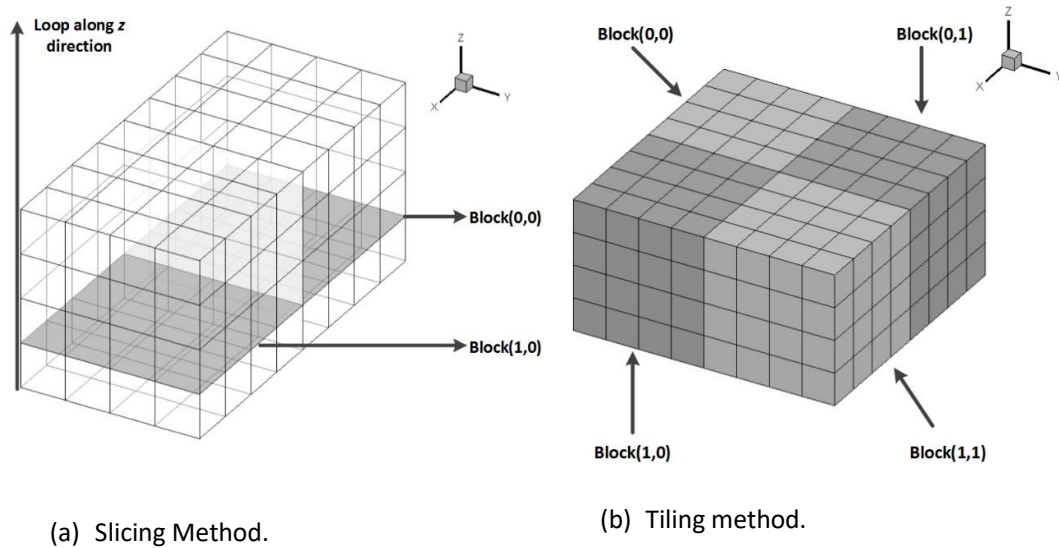 Loop along z
direction
Z
X
Y
Block(0,0)
Block(1,0)
(a) Slicing Method.
Block(0,0)
Block(0,1)
Z
X
Y
Block(1,0)
Block(1,1)
(b) Tiling method.